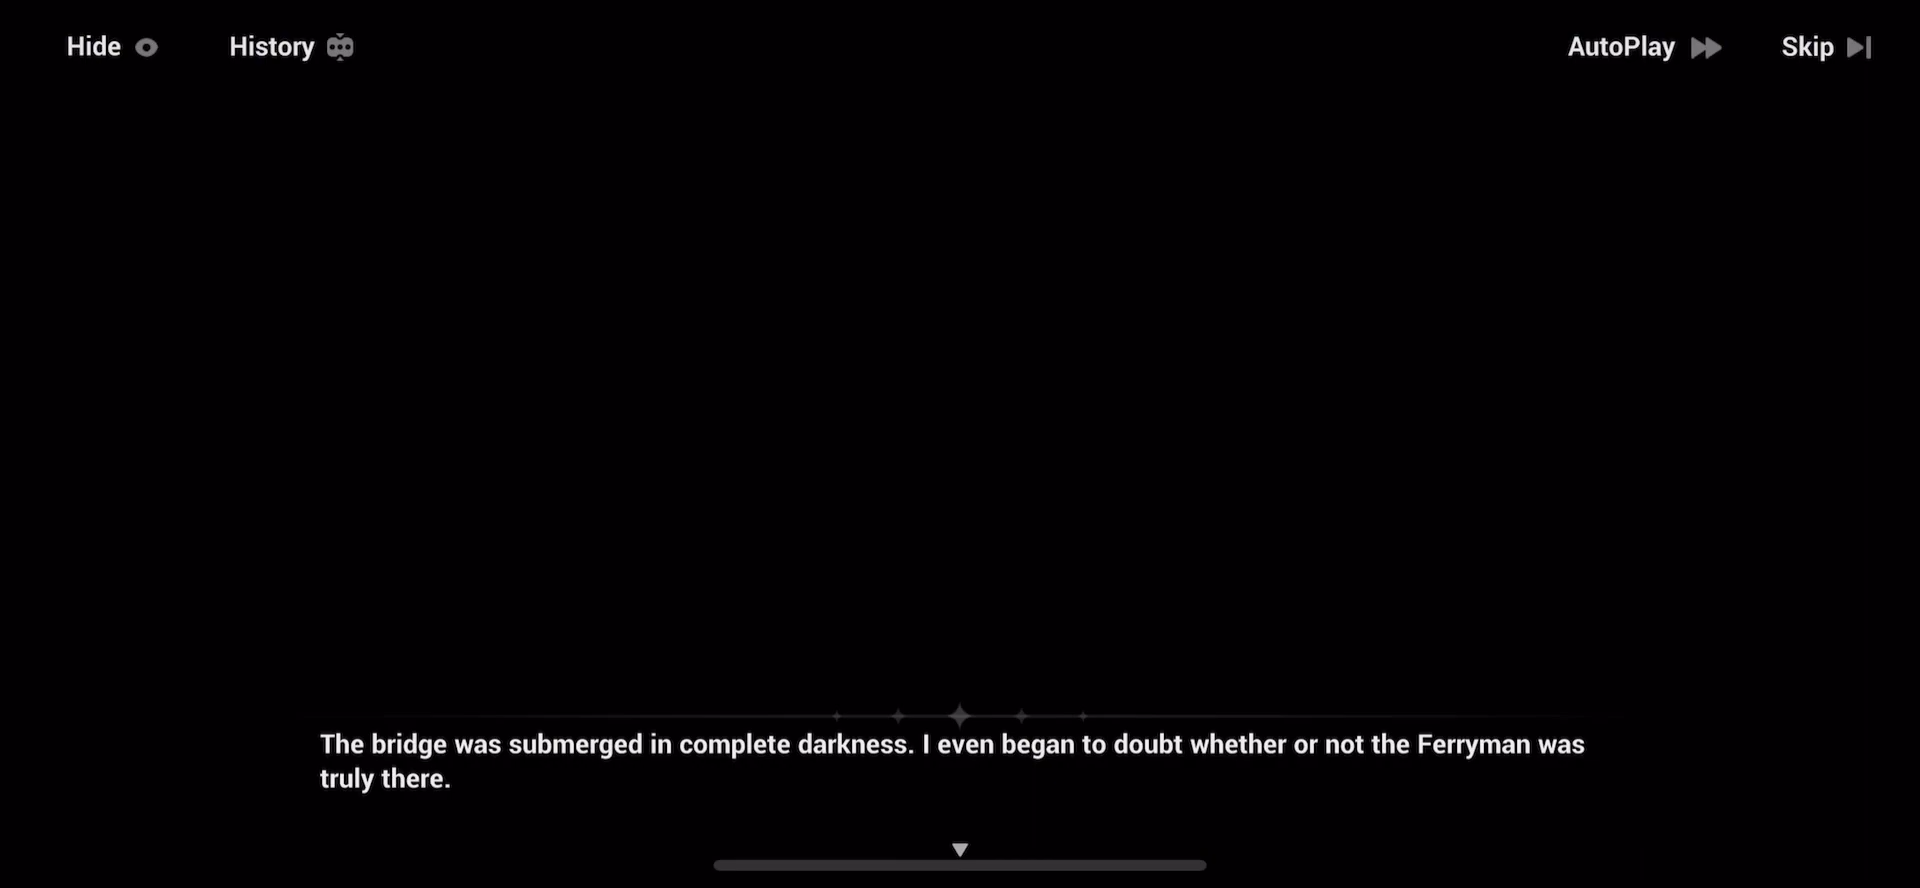 Hide
History
AutoPlay
Skip
The bridge was submerged in complete darkness. I even began to doubt whether or not the Ferryman was
truly there.